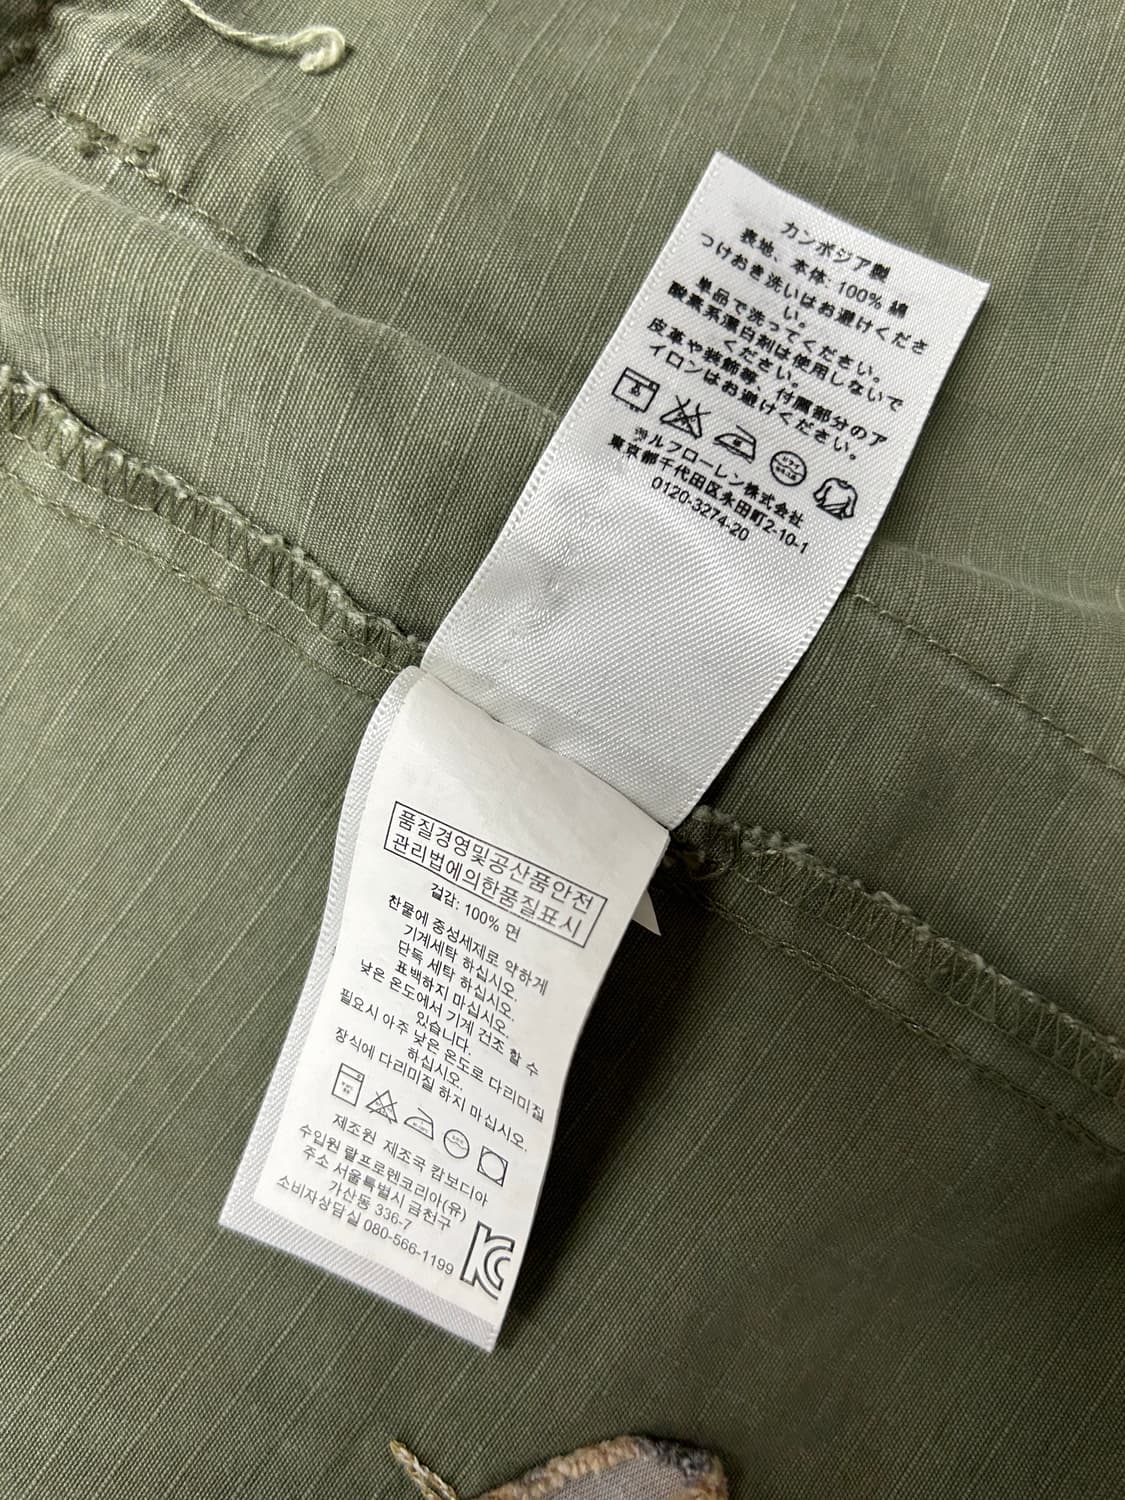 カンボジア製
表地、本体: 100% 綿
つけおき洗いはお避けくださ
い。
単品で洗ってください。
酸素系漂白剤は使用しないで
ください。
皮革や装飾等、付属部分のア
イロンはお避けください。
ラルフローレン株式会社
東京都千代田区永田町2-10-1
0120-3274-20
품질경영및공산품안전
관리법에의한품질표시
겉감: 100% 면
찬물에 중성세제로 약하게
기계세탁 하십시오.
단독 세탁 하십시오.
표백하지 마십시오.
낮은 온도에서 기계 건조 할 수
있습니다.
필요시 아주 낮은 온도로 다리미질
하십시오.
장식에 다리미질 하지 마십시오.
제조원 제조국 캄보디아
수입원 랄프로렌코리아(유)
주소 서울특별시 금천구
가산동 336-7
소비자상담실 080-566-1199
KC